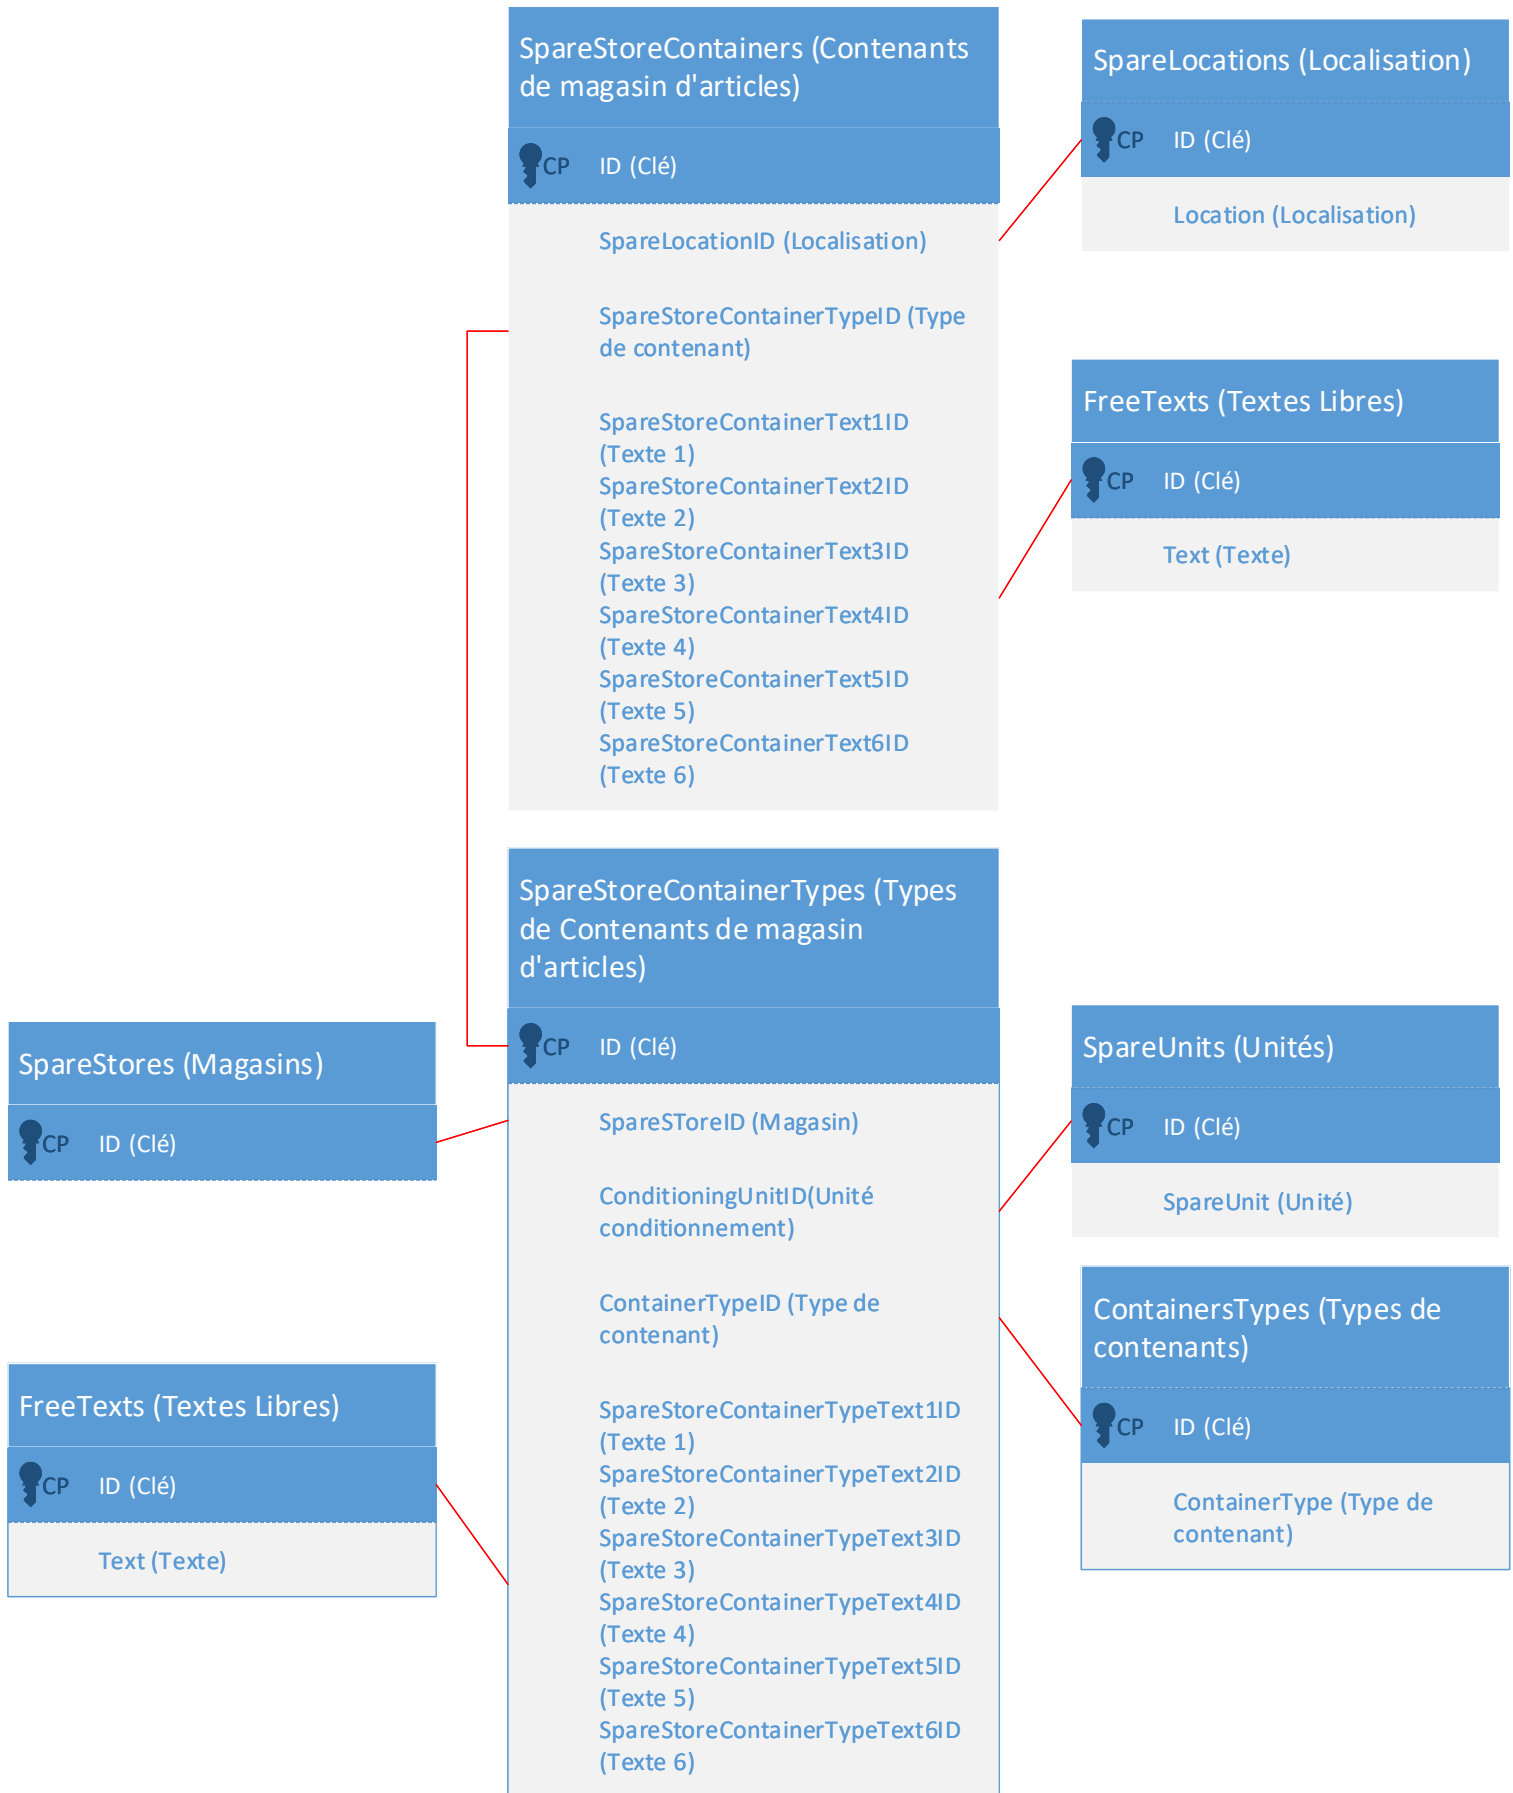 SpareStoreContainers (Contenants
de magasin d'articles)
CP ID (Clé)
SpareLocationID (Localisation)
SpareStoreContainerTypeID (Type
de contenant)
SpareStoreContainerText1ID
(Texte 1)
SpareStoreContainerText2ID
(Texte 2)
SpareStoreContainerText3ID
(Texte 3)
SpareStoreContainerText4ID
(Texte 4)
SpareStoreContainerText5ID
(Texte 5)
SpareStoreContainerText6ID
(Texte 6)
SpareLocations (Localisation)
CP ID (Clé)
Location (Localisation)
FreeTexts (Textes Libres)
CP ID (Clé)
Text (Texte)
SpareStoreContainerTypes (Types
de Contenants de magasin
d'articles)
CP ID (Clé)
SpareSToreID (Magasin)
ConditioningUnitID(Unité
conditionnement)
ContainerTypeID (Type de
contenant)
SpareStoreContainerTypeText1ID
(Texte 1)
SpareStoreContainerTypeText2ID
(Texte 2)
SpareStoreContainerTypeText3ID
(Texte 3)
SpareStoreContainerTypeText4ID
(Texte 4)
SpareStoreContainerTypeText5ID
(Texte 5)
SpareStoreContainerTypeText6ID
(Texte 6)
SpareStores (Magasins)
CP ID (Clé)
FreeTexts (Textes Libres)
CP ID (Clé)
Text (Texte)
SpareUnits (Unités)
CP ID (Clé)
SpareUnit (Unité)
ContainersTypes (Types de
contenants)
CP ID (Clé)
ContainerType (Type de
contenant)